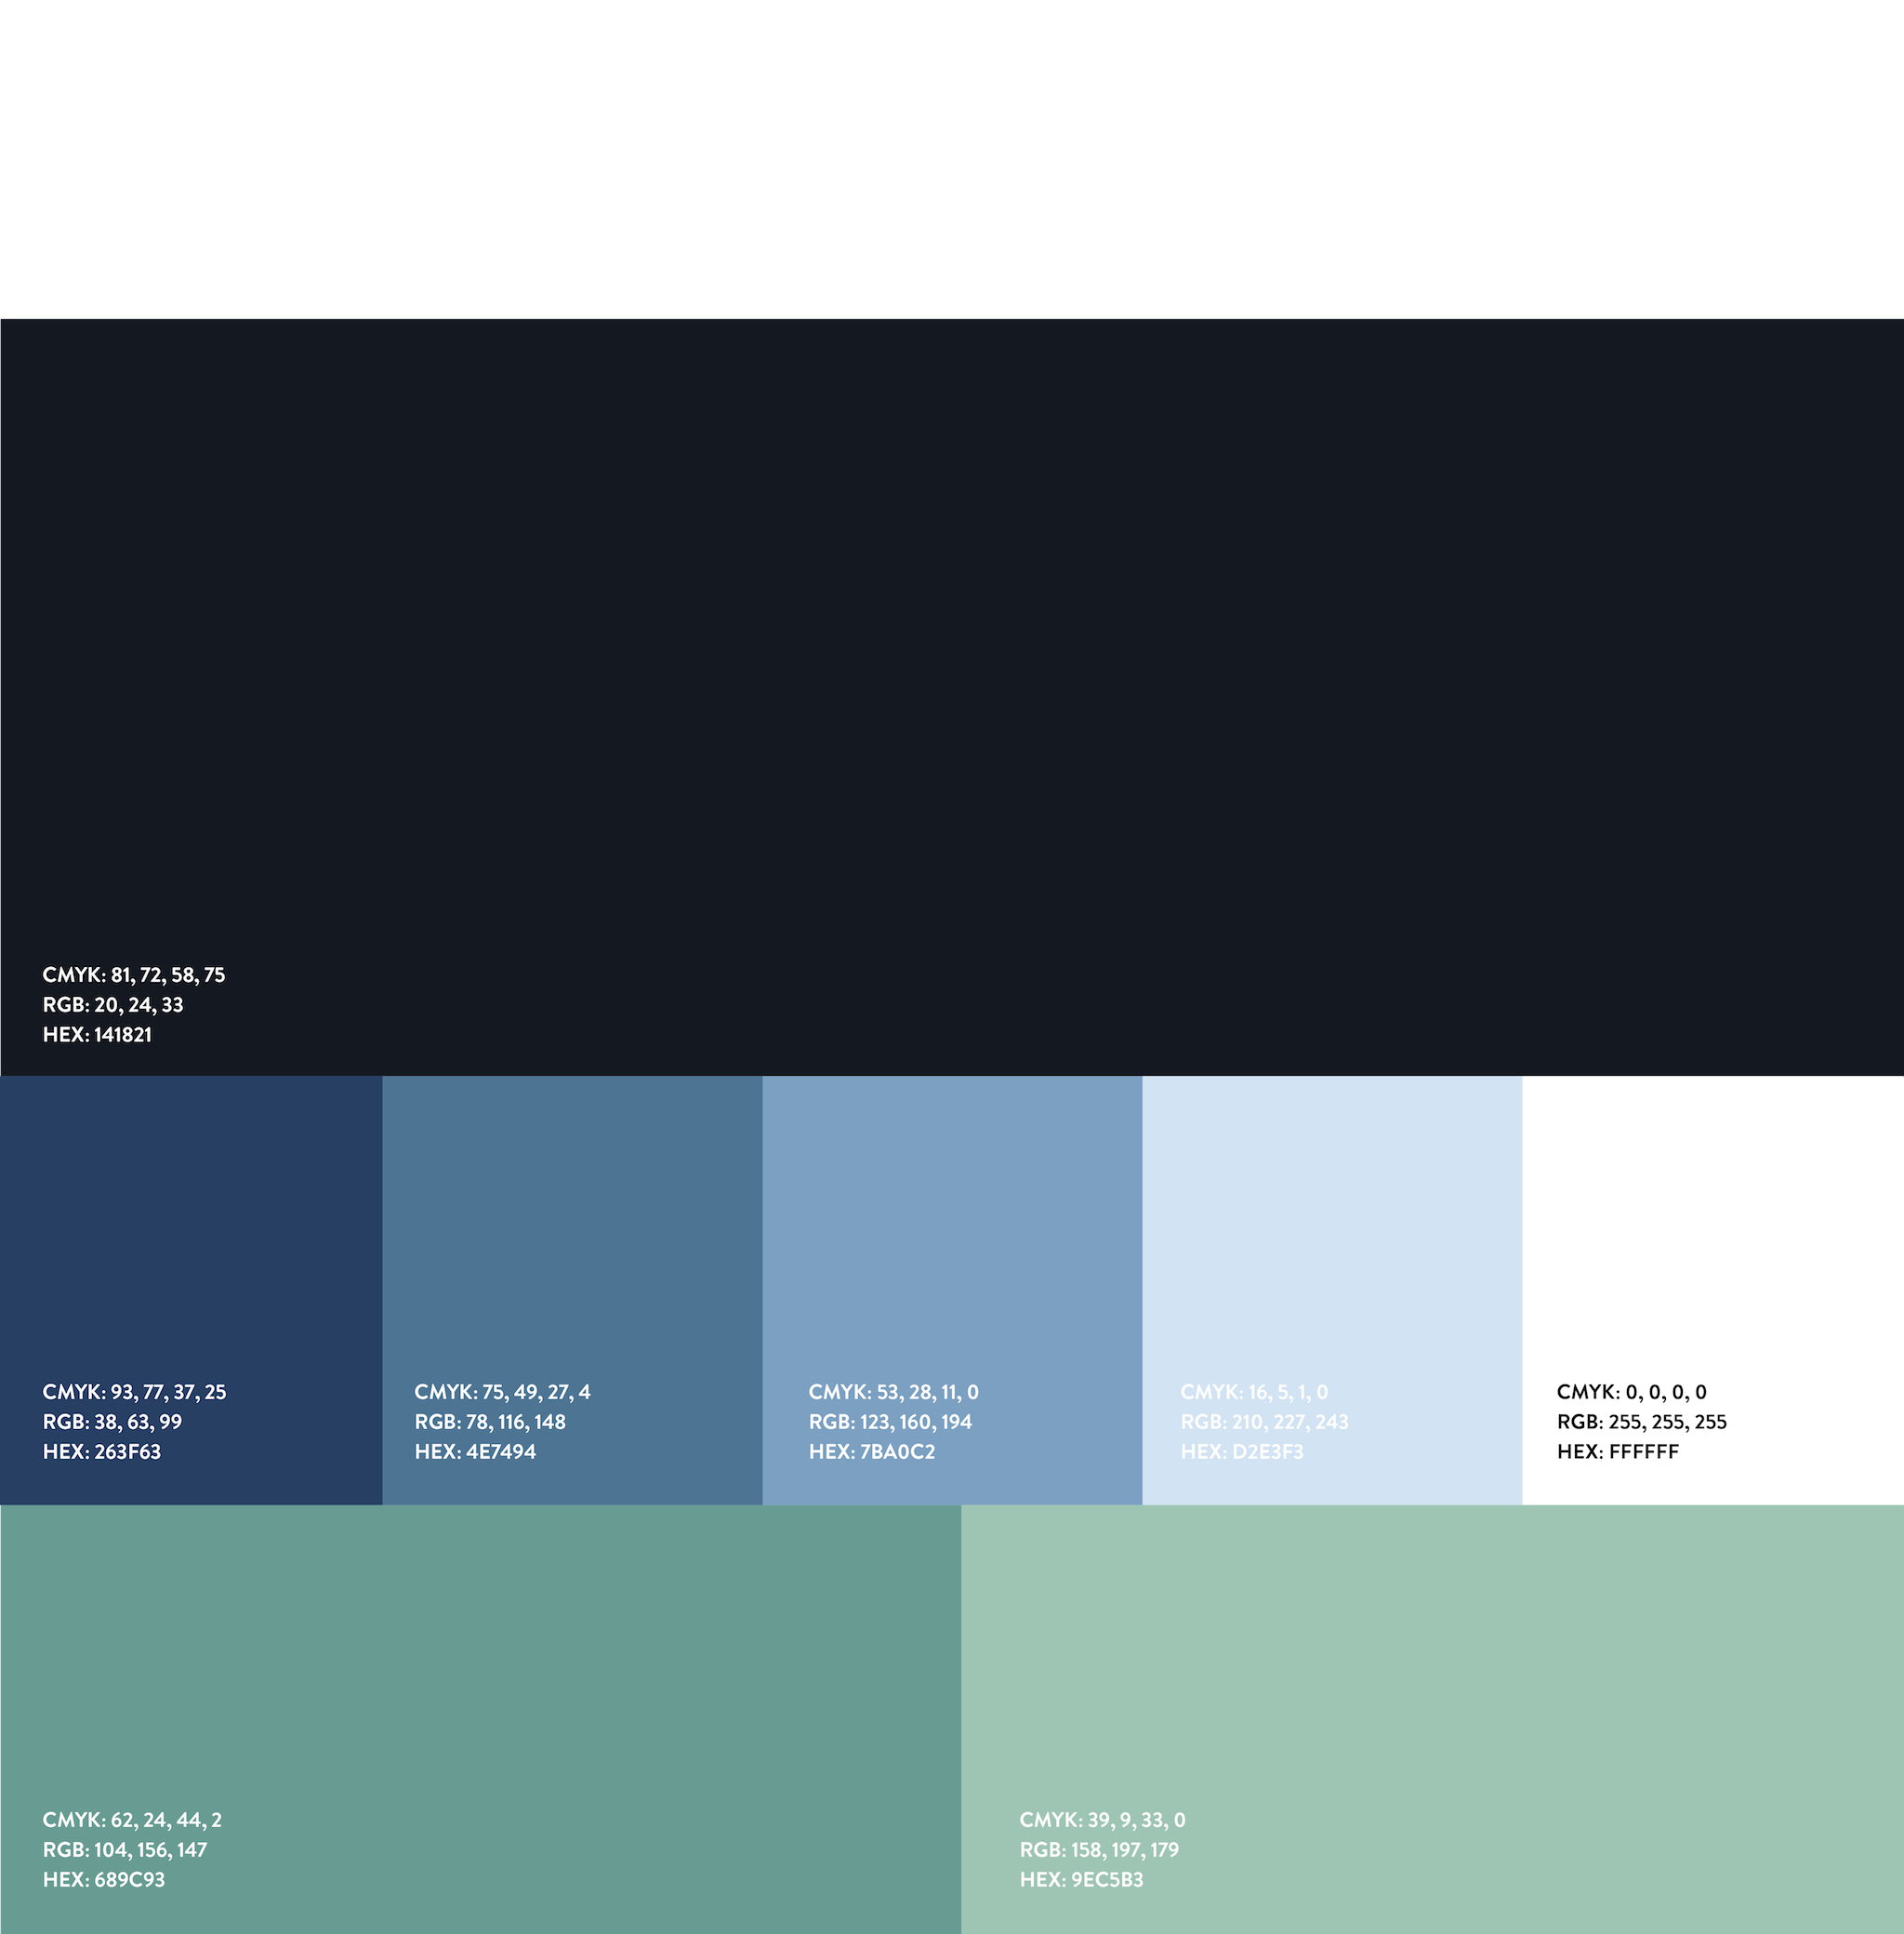 CMYK: 81, 72, 58, 75
RGB: 20, 24, 33
HEX: 141821
CMYK: 93, 77, 37, 25
RGB: 38, 63, 99
HEX: 263F63
CMYK: 75, 49, 27, 4
RGB: 78, 116, 148
HEX: 4E7494
CMYK: 53, 28, 11, 0
RGB: 123, 160, 194
HEX: 7BA0C2
CMYK: 16, 5, 1, 0
RGB: 210, 227, 243
HEX: D2E3F3
CMYK: 0, 0, 0, 0
RGB: 255, 255, 255
HEX: FFFFFF
CMYK: 62, 24, 44, 2
RGB: 104, 156, 147
HEX: 689C93
CMYK: 39, 9, 33, 0
RGB: 158, 197, 179
HEX: 9EC5B3